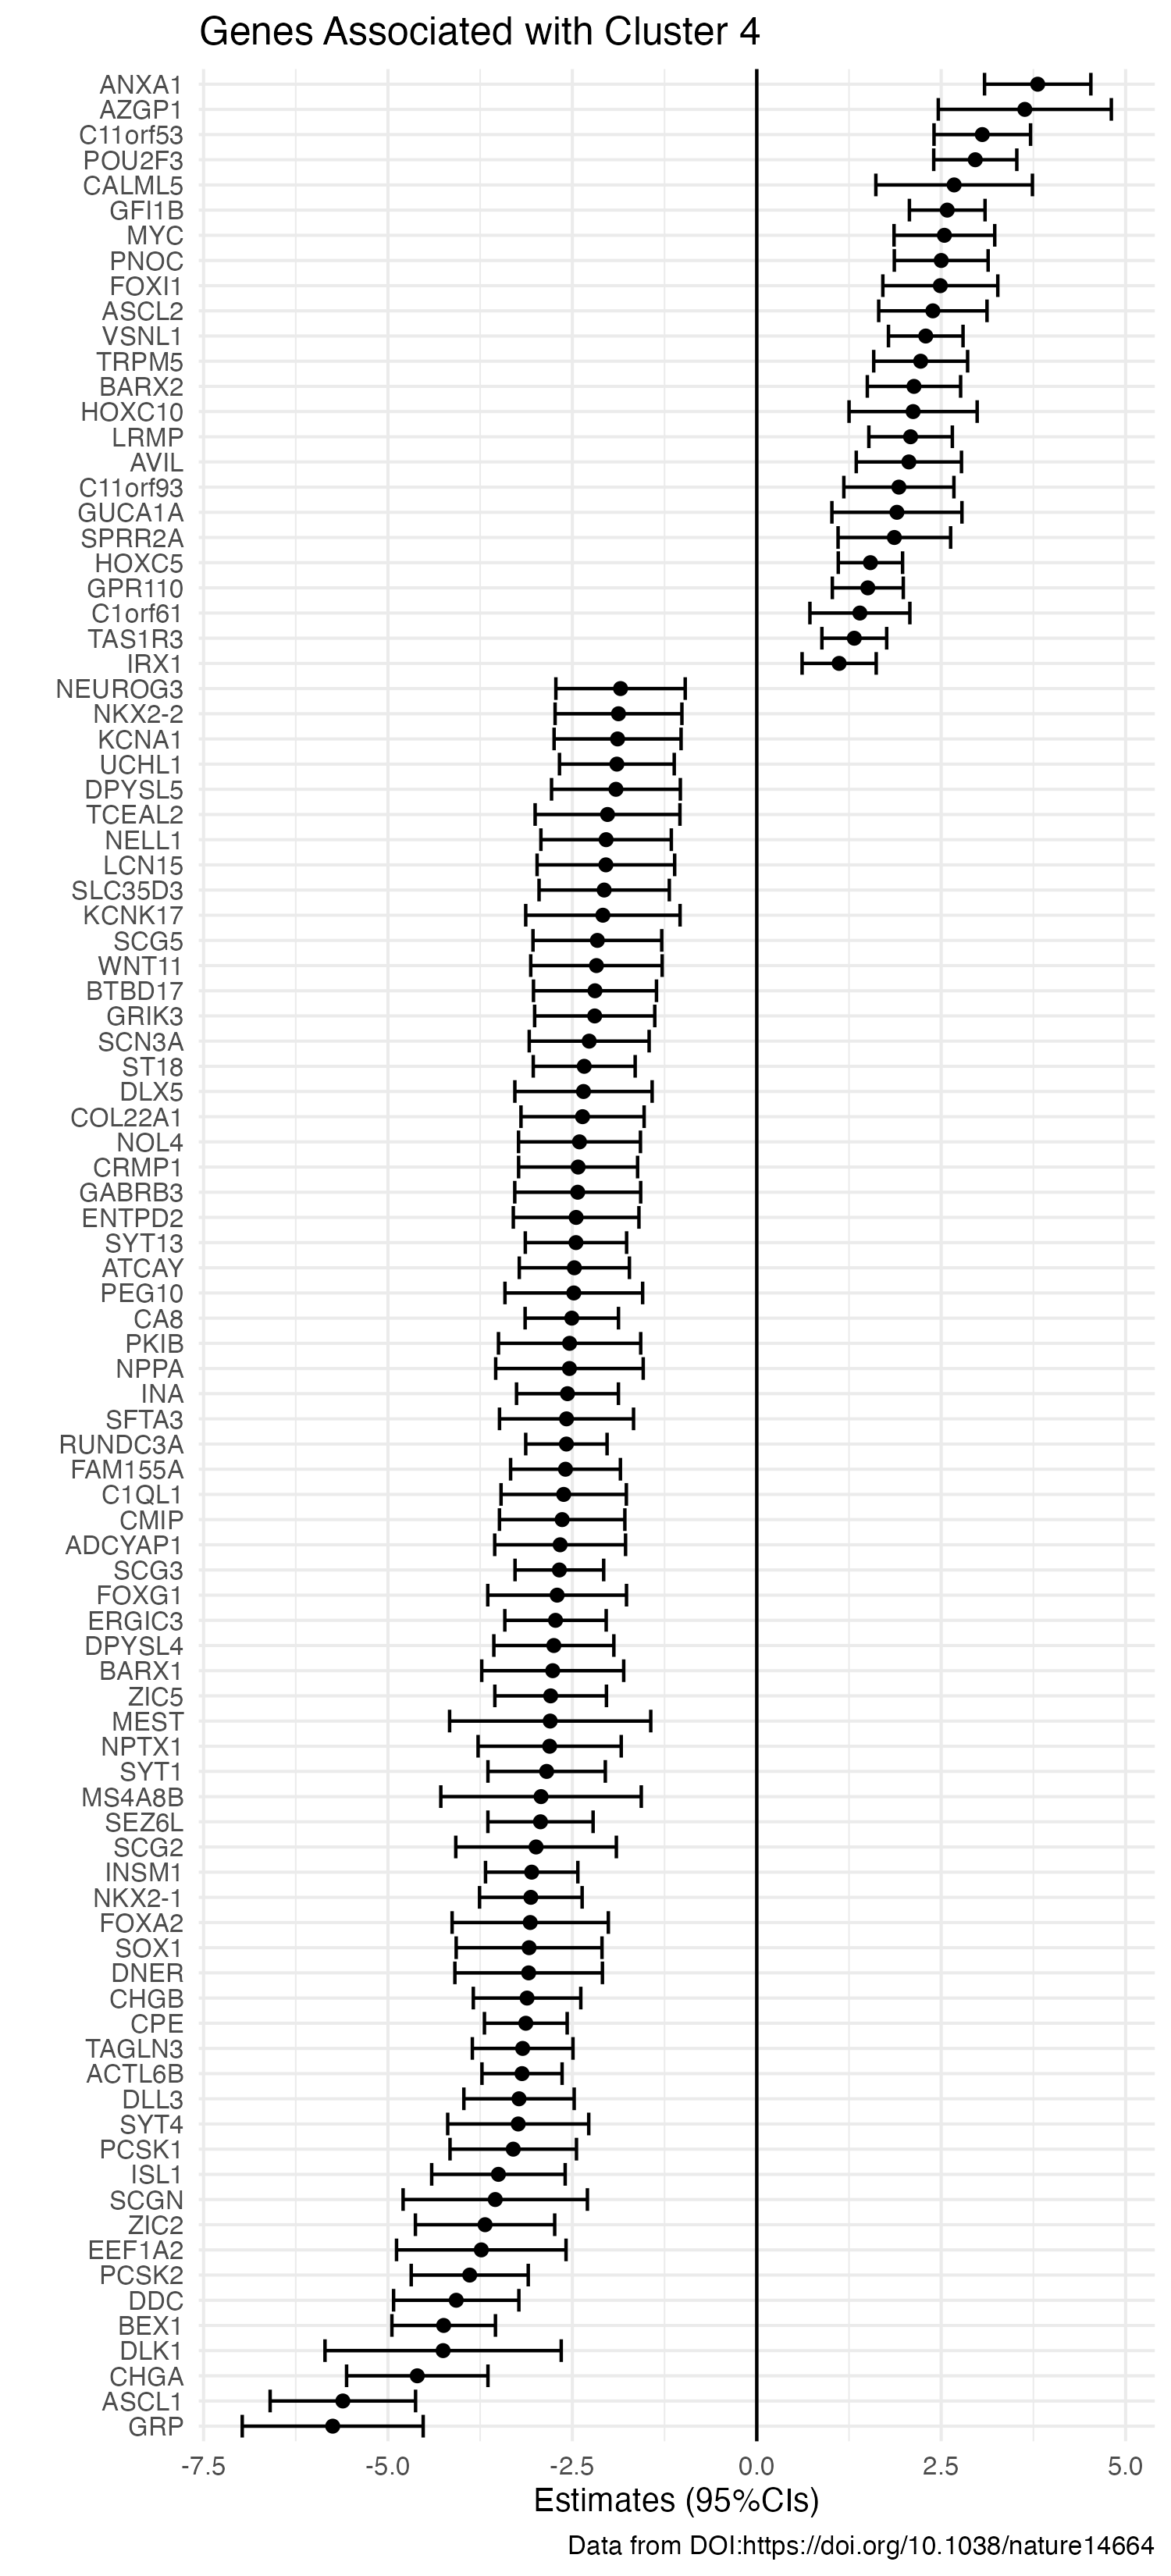 Genes Associated with Cluster 4
ANXA1
AZGP1
C11orf53
POU2F3
CALML5
GFI1B
MYC
PNOC
FOXI1
ASCL2
VSNL1
TRPM5
BARX2
HOXC10
LRMP
AVIL
C11orf93
GUCA1A
SPRR2A
HOXC5
GPR110
C1orf61
TAS1R3
IRX1
NEUROG3
NKX2-2
KCNA1
UCHL1
DPYSL5
TCEAL2
NELL1
LCN15
SLC35D3
KCNK17
SCG5
WNT11
BTBD17
GRIK3
SCN3A
ST18
DLX5
COL22A1
NOL4
CRMP1
GABRB3
ENTPD2
SYT13
ATCAY
PEG10
CA8
PKIB
NPPA
INA
SFTA3
RUNDC3A
FAM155A
C1QL1
CMIP
ADCYAP1
SCG3
FOXG1
ERGIC3
DPYSL4
BARX1
ZIC5
MEST
NPTX1
SYT1
MS4A8B
SEZ6L
SCG2
INSM1
NKX2-1
FOXA2
SOX1
DNER
CHGB
CPE
TAGLN3
ACTL6B
DLL3
SYT4
PCSK1
ISL1
SCGN
ZIC2
EEF1A2
PCSK2
DDC
BEX1
DLK1
CHGA
ASCL1
GRP
-7.5 -5.0 -2.5 0.0 2.5 5.0
Estimates (95%CIs)
Data from DOI:https://doi.org/10.1038/nature14664